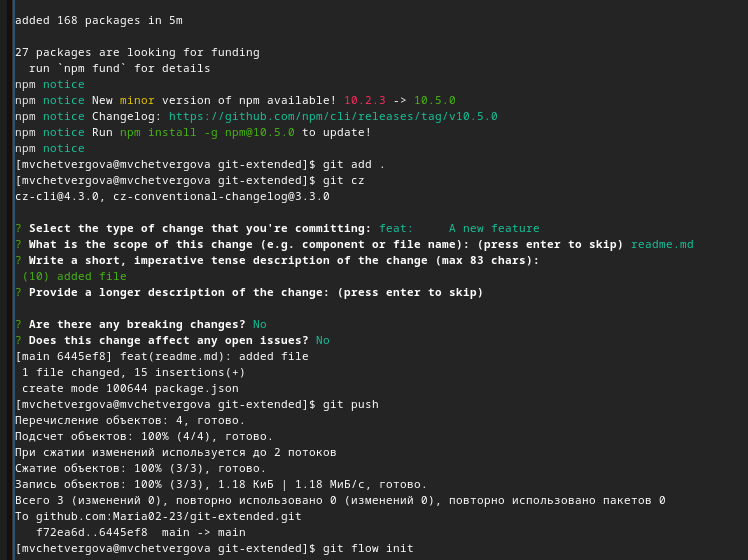 added 168 packages in 5m
27 packages are looking for funding
run `npm fund` for details
npm notice
npm notice New minor version of npm available! 10.2.3 -> 10.5.0
npm notice Changelog: https://github.com/npm/cli/releases/tag/v10.5.0
npm notice Run npm install -g npm@10.5.0 to update!
npm notice
[mvchetvergova@mvchetvergova git-extended]$ git add .
[mvchetvergova@mvchetvergova git-extended]$ git cz
cz-cli@4.3.0, cz-conventional-changelog@3.3.0
? Select the type of change that you're committing: feat:     A new feature
? What is the scope of this change (e.g. component or file name): (press enter to skip) readme.md
? Write a short, imperative tense description of the change (max 83 chars):
(10) added file
? Provide a longer description of the change: (press enter to skip)
? Are there any breaking changes? No
? Does this change affect any open issues? No
[main 6445ef8] feat(readme.md): added file
1 file changed, 15 insertions(+)
create mode 100644 package.json
[mvchetvergova@mvchetvergova git-extended]$ git push
Перечисление объектов: 4, готово.
Подсчет объектов: 100% (4/4), готово.
При сжатии изменений используется до 2 потоков
Сжатие объектов: 100% (3/3), готово.
Запись объектов: 100% (3/3), 1.18 КиБ | 1.18 МиБ/с, готово.
Всего 3 (изменений 0), повторно использовано 0 (изменений 0), повторно использовано пакетов 0
To github.com:Maria02-23/git-extended.git
f72ea6d..6445ef8  main -> main
[mvchetvergova@mvchetvergova git-extended]$ git flow init